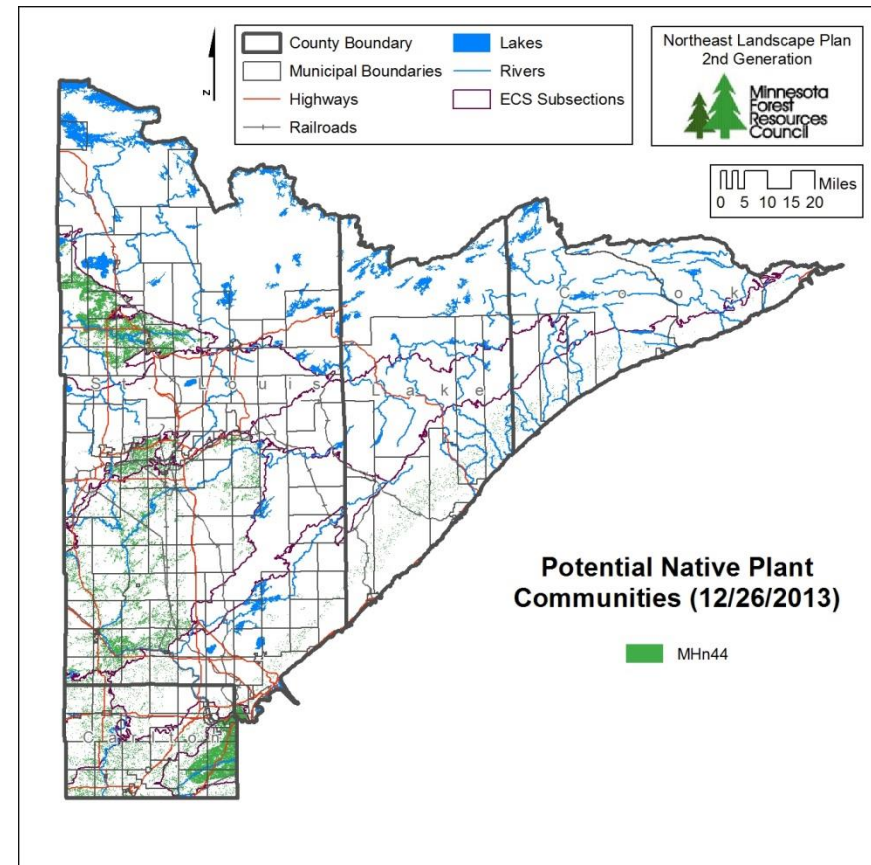 County Boundary
Municipal Boundaries
Highways
Railroads
Lakes
Rivers
ECS Subsections
N
Northeast Landscape Plan
2nd Generation
Minnesota
Forest
Resources
Council
Miles
0 5 10 15 20
Cook
St. Louis
Lake
Carlton
Potential Native Plant
Communities (12/26/2013)
MHn44